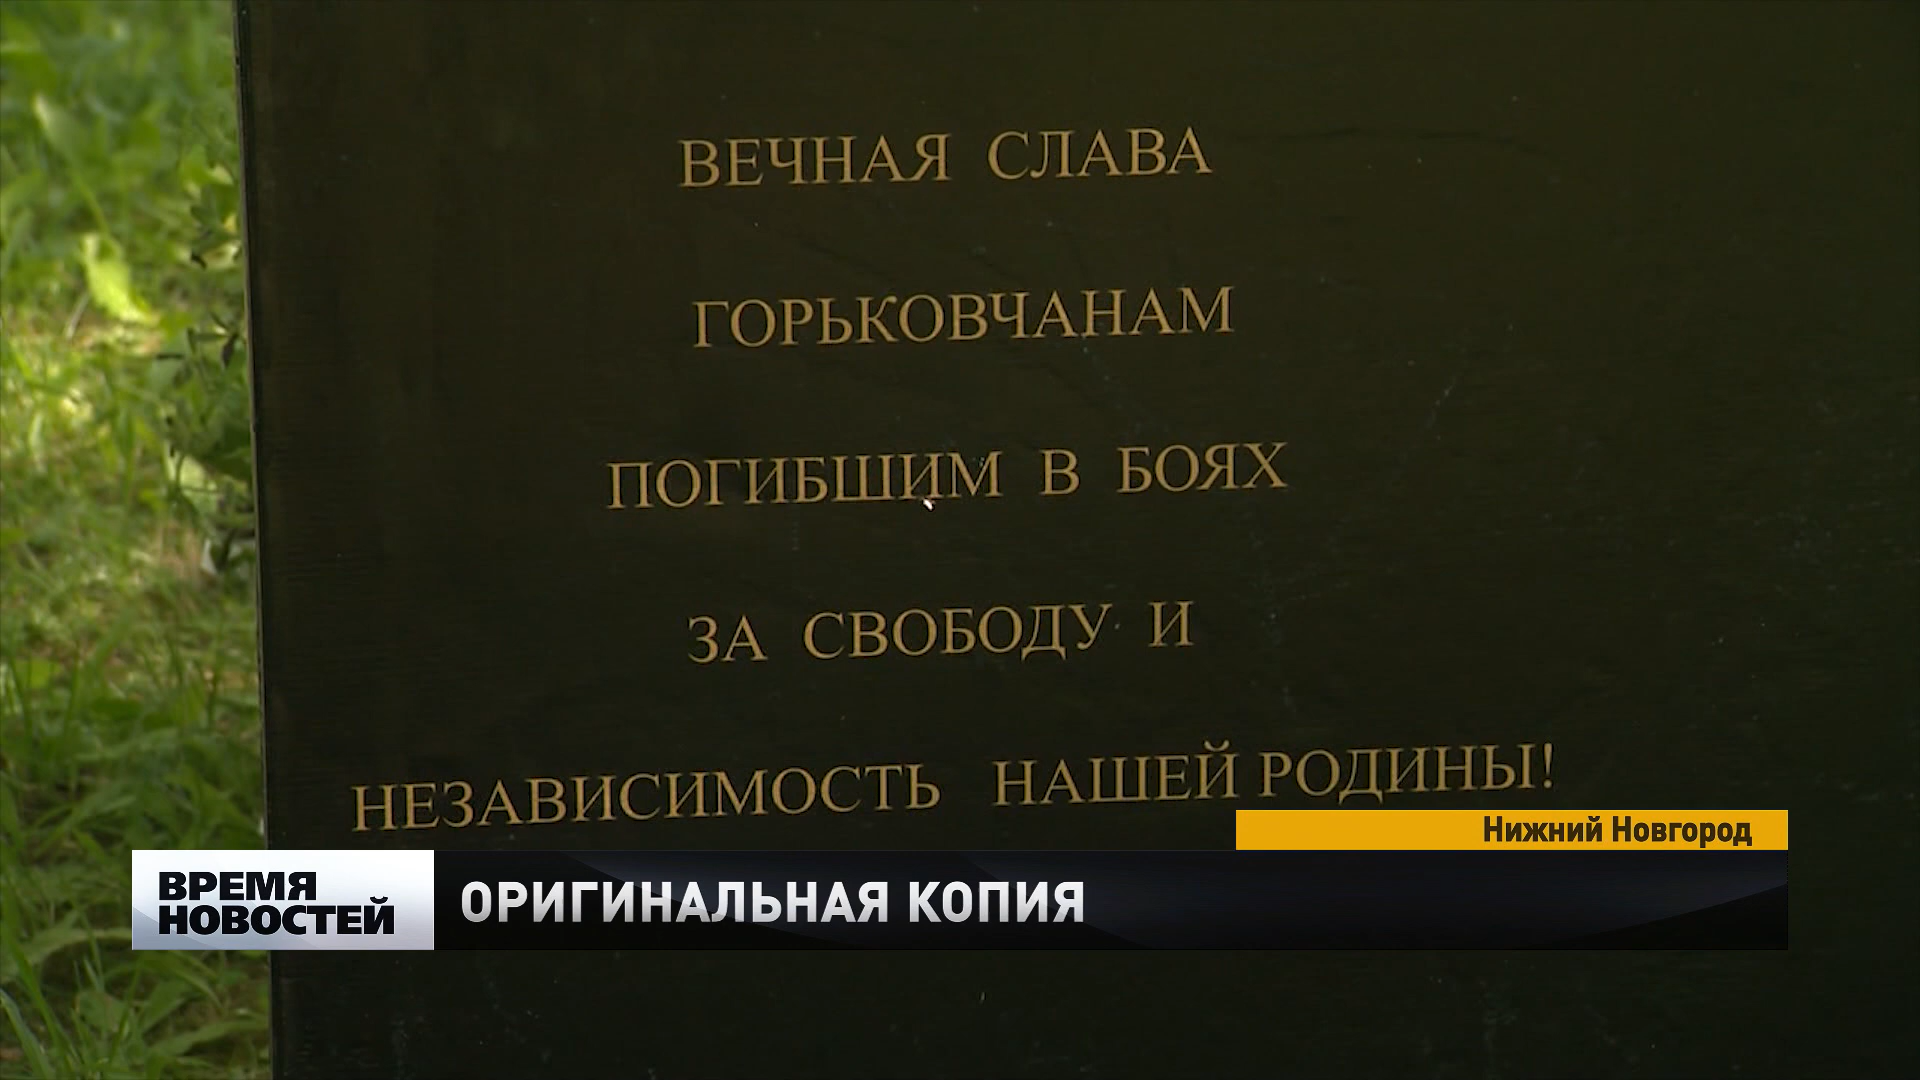 ВЕЧНАЯ СЛАВА
ГОРЬКОВЧАНАМ
ПОГИБШИМ В БОЯХ
ЗА СВОБОДУ И
НЕЗАВИСИМОСТЬ НАШЕЙ РОДИНЫ!
Нижний Новгород
ВРЕМЯ
НОВОСТЕЙ
ОРИГИНАЛЬНАЯ КОПИЯ